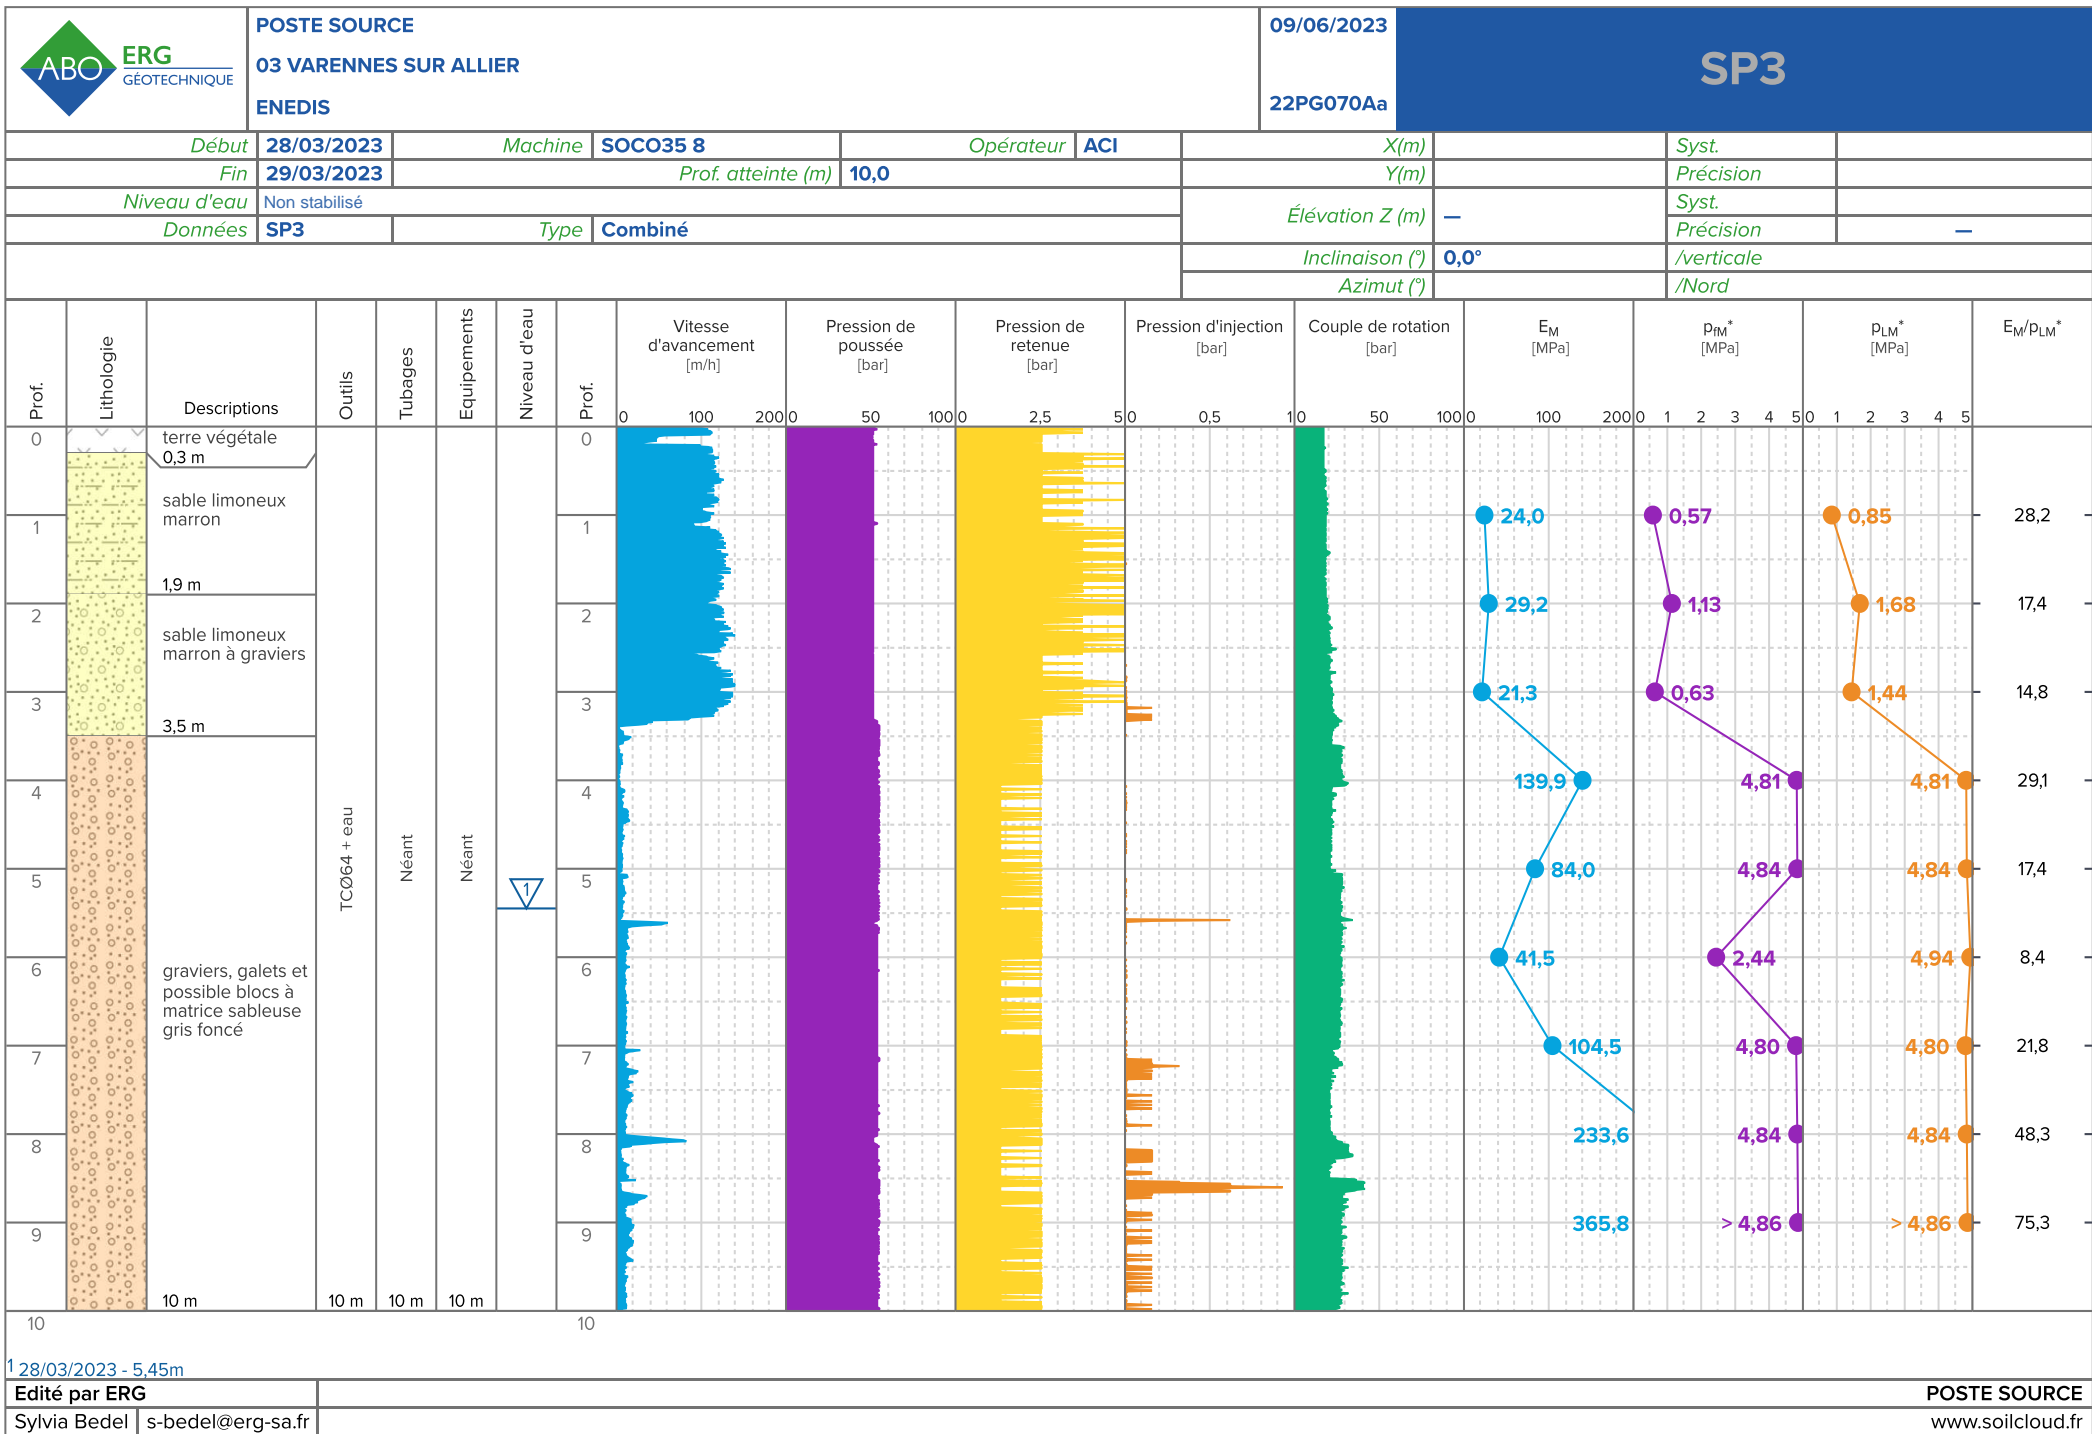 ABO
ERG
GÉOTECHNIQUE
POSTE SOURCE
03 VARENNES SUR ALLIER
ENEDIS
09/06/2023
22PG070Aa
SP3
Début 28/03/2023 Machine SOCO35 8 Opérateur ACI X(m) Syst.
Fin 29/03/2023 Prof. atteinte (m) 10,0 Y(m) Précision
Niveau d'eau Non stabilisé Élévation Z (m) — Syst.
Données SP3 Type Combiné Précision —
Inclinaison (°) 0,0° /verticale
Azimut (°) /Nord
Prof.
Lithologie
Descriptions
Outils
Tubages
Equipements
Niveau d'eau
Prof.
Vitesse d'avancement [m/h]
0 100 200
Pression de poussée [bar]
0 50 100
Pression de retenue [bar]
0 2,5 5
Pression d'injection [bar]
0 0,5 1
Couple de rotation [bar]
0 50 100
EM [MPa]
0 100 200
pfM* [MPa]
0 1 2 3 4 5
pLM* [MPa]
0 1 2 3 4 5
EM/pLM*
0 terre végétale 0
0,3 m
sable limoneux
marron
1 1 24,0 0,57 0,85 28,2
1,9 m
2 2 29,2 1,13 1,68 17,4
sable limoneux
marron à graviers
3 3 21,3 0,63 1,44 14,8
3,5 m
4 4 139,9 4,81 4,81 29,1
TCØ64 + eau
Néant
Néant
5 1 5 84,0 4,84 4,84 17,4
6 6 41,5 2,44 4,94 8,4
graviers, galets et
possible blocs à
matrice sableuse
gris foncé
7 7 104,5 4,80 4,80 21,8
8 8 233,6 4,84 4,84 48,3
9 9 365,8 > 4,86 > 4,86 75,3
10 m 10 m 10 m 10 m
10 10
1 28/03/2023 - 5,45m
Edité par ERG POSTE SOURCE
Sylvia Bedel s-bedel@erg-sa.fr www.soilcloud.fr